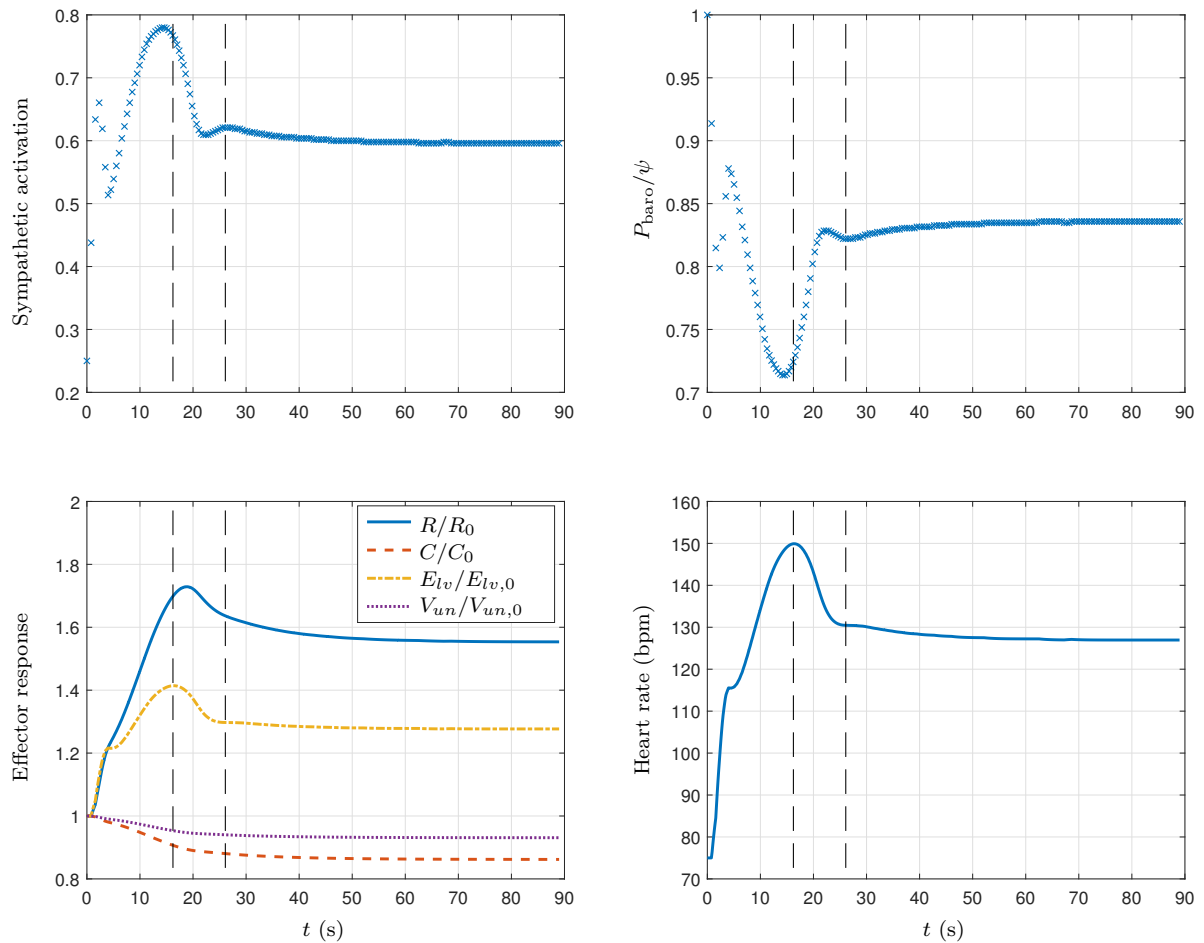 Sympathetic activation
0.8
0.7
0.6
0.5
0.4
0.3
0.2
0 10 20 30 40 50 60 70 80 90
P_baro/ψ
1
0.95
0.9
0.85
0.8
0.75
0.7
0 10 20 30 40 50 60 70 80 90
Effector response
2
1.8
1.6
1.4
1.2
1
0.8
R/R_0
C/C_0
E_lv/E_lv,0
V_un/V_un,0
0 10 20 30 40 50 60 70 80 90
t (s)
Heart rate (bpm)
160
150
140
130
120
110
100
90
80
70
0 10 20 30 40 50 60 70 80 90
t (s)